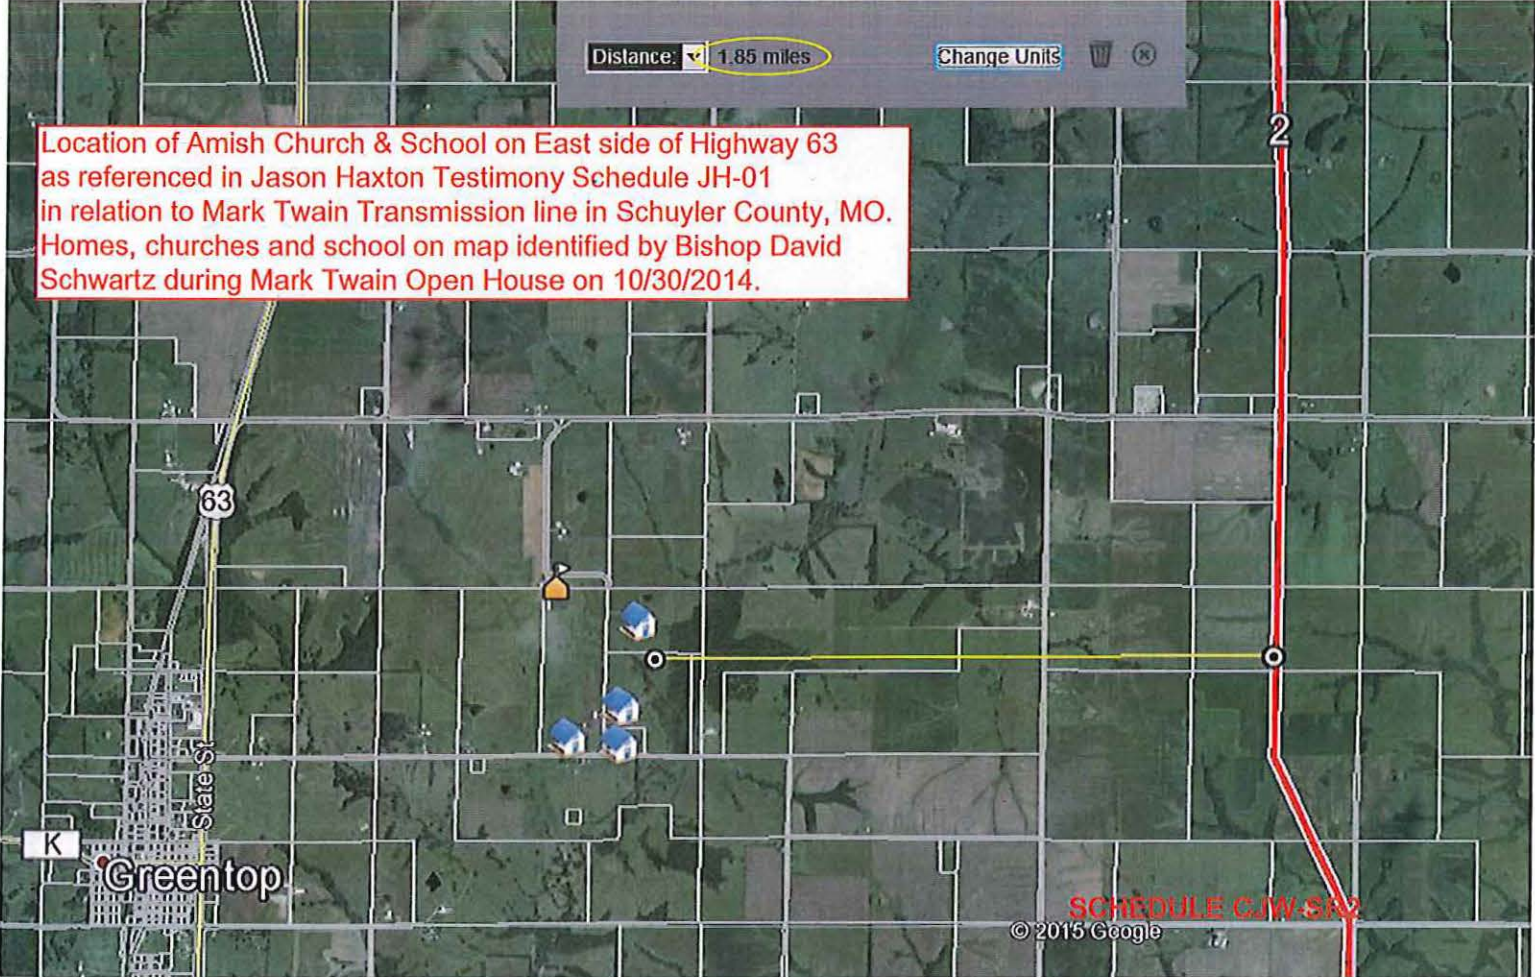 Distance: 1.85 miles Change Units
2
Location of Amish Church & School on East side of Highway 63
as referenced in Jason Haxton Testimony Schedule JH-01
in relation to Mark Twain Transmission line in Schuyler County, MO.
Homes, churches and school on map identified by Bishop David
Schwartz during Mark Twain Open House on 10/30/2014.
63
State St
K
Greentop
SCHEDULE CJW-SR2
© 2015 Google